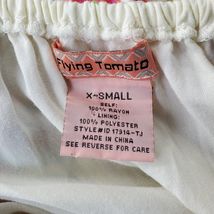 Flying Tomato
X-SMALL
SELF:
100% RAYON
LINING:
100% POLYESTER
STYLE#ID 17914-TJ
MADE IN CHINA
SEE REVERSE FOR CARE